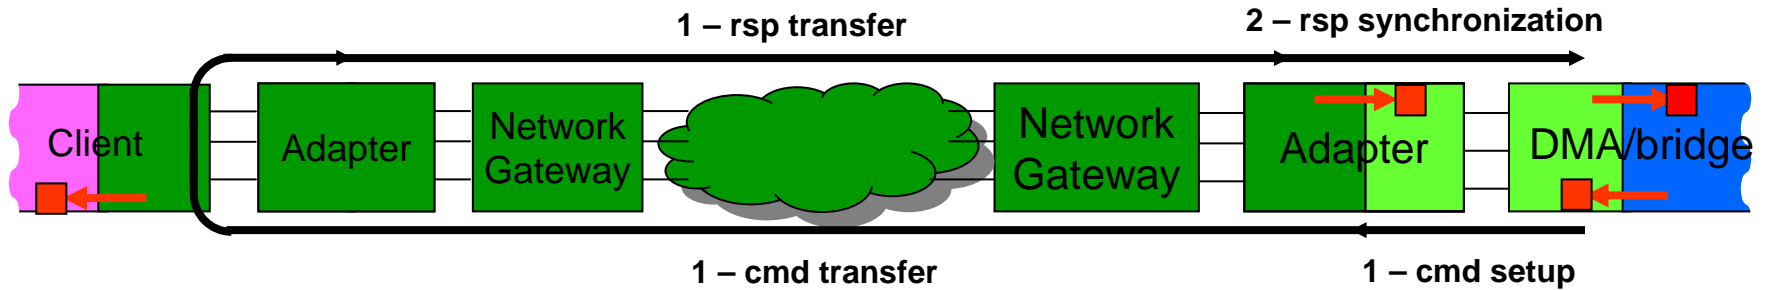 1 – rsp transfer
2 – rsp synchronization
Client
Adapter
Network
Gateway
Network
Gateway
Adapter
DMA/bridge
1 – cmd transfer
1 – cmd setup